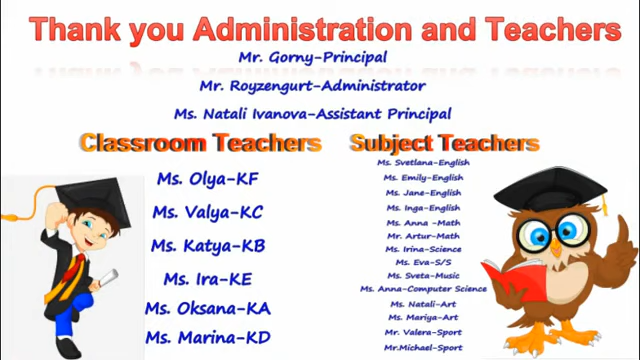 Thank you Administration and Teachers
Mr. Gorny-Principal
Mr. Royzengurt-Administrator
Ms. Natali Ivanova-Assistant Principal
Classroom Teachers
Ms. Olya-KF
Ms. Valya-KC
Ms. Katya-KB
Ms. Ira-KE
Ms. Oksana-KA
Ms. Marina-KD
Subject Teachers
Ms. Svetlana-English
Ms. Emily-English
Ms. Jane-English
Ms. Inga-English
Ms. Anna -Math
Mr. Artur-Math
Ms. Irina-Science
Ms. Eva-S/S
Ms. Sveta-Music
Ms. Anna-Computer Science
Ms. Natali-Art
Ms. Mariya-Art
Mr. Valera-Sport
Mr.Michael-Sport